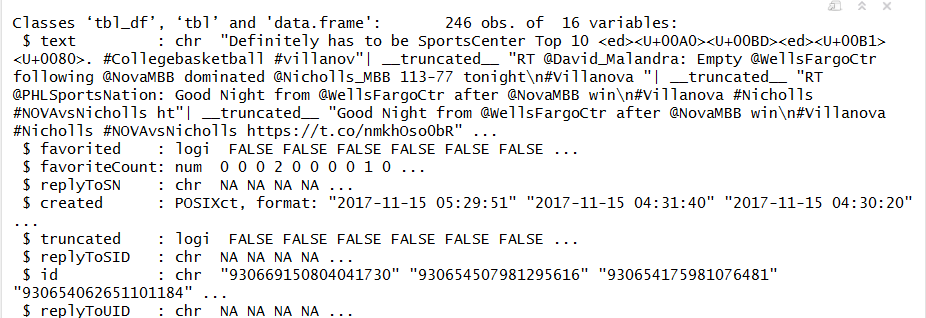 Classes ‘tbl_df’, ‘tbl’ and 'data.frame':	246 obs. of  16 variables:
 $ text         : chr  "Definitely has to be SportsCenter Top 10 <ed><U+00A0><U+00BD><ed><U+00B1>
<U+0080>. #Collegebasketball #villanov"| __truncated__ "RT @David_Malandra: Empty @WellsFargoCtr
following @NovaMBB dominated @Nicholls_MBB 113-77 tonight\n#Villanova "| __truncated__ "RT
@PHLSportsNation: Good Night from @WellsFargoCtr after @NovaMBB win\n#Villanova #Nicholls
#NOVAvsNicholls ht"| __truncated__ "Good Night from @WellsFargoCtr after @NovaMBB win\n#Villanova
#Nicholls #NOVAvsNicholls https://t.co/nmkhOsoObR" ...
 $ favorited    : logi  FALSE FALSE FALSE FALSE FALSE FALSE ...
 $ favoriteCount: num  0 0 0 2 0 0 0 0 1 0 ...
 $ replyToSN    : chr  NA NA NA NA ...
 $ created      : POSIXct, format: "2017-11-15 05:29:51" "2017-11-15 04:31:40" "2017-11-15 04:30:20"
...
 $ truncated    : logi  FALSE FALSE FALSE FALSE FALSE FALSE ...
 $ replyToSID   : chr  NA NA NA NA ...
 $ id           : chr  "930669150804041730" "930654507981295616" "930654175981076481"
"930654062651101184" ...
 $ replyToUID   : chr  NA NA NA NA ...